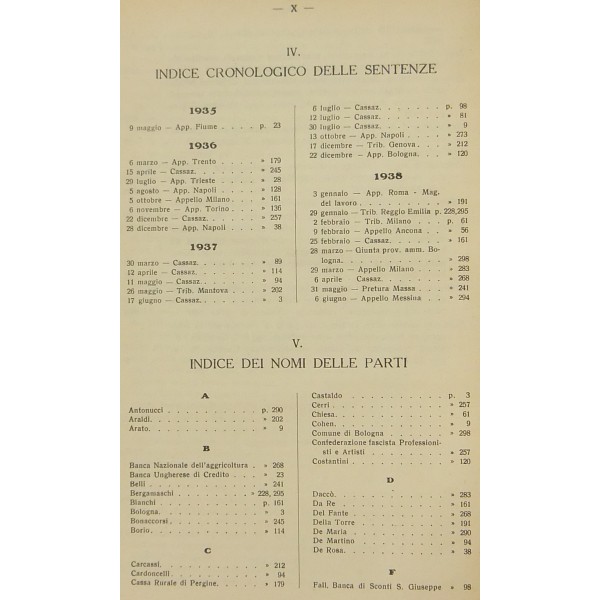 — X —
IV.
INDICE CRONOLOGICO DELLE SENTENZE
1935
9 maggio — App. Fiume . . . . p. 23
1936
6 marzo — App. Trento . . . . » 179
15 aprile — Cassaz. . . . . . . » 245
29 luglio — App. Trieste . . . . » 28
5 agosto — App. Napoli . . . . » 128
5 ottobre — Appello Milano . . . . » 161
6 novembre — App. Torino . . . . » 136
22 dicembre — Cassaz. . . . . . » 257
28 dicembre — App. Napoli . . . » 38
1937
30 marzo — Cassaz. . . . . . . » 89
12 aprile — Cassaz. . . . . . . » 114
11 maggio — Cassaz. . . . . . . » 94
26 maggio — Trib. Mantova . . . » 202
17 giugno — Cassaz. . . . . . . » 3
6 luglio — Cassaz. . . . . . . p. 98
12 luglio — Cassaz. . . . . . . » 81
30 luglio — Cassaz. . . . . . . » 9
13 ottobre — App. Napoli . . . . » 273
17 dicembre — Trib. Genova . . . . » 212
22 dicembre — App. Bologna. . . . » 120
1938
3 gennaio — App. Roma - Mag.
del lavoro . . . . . . . . » 191
29 gennaio — Trib. Reggio Emilia p. 228,295
2 febbraio — Trib. Milano . . . . p. 61
9 febbraio — Appello Ancona . . . » 56
25 febbraio — Cassaz. . . . . . » 161
28 marzo — Giunta prov. amm. Bo-
logna. . . . . . . . . . » 298
29 marzo — Appello Milano . . . . » 283
6 aprile Cassaz. . . . . . . » 268
31 maggio — Pretura Massa . . . . » 241
6 giugno — Appello Messina . . . » 294
V.
INDICE DEI NOMI DELLE PARTI
A
Antonucci . . . . . . . . . p. 290
Araldi. . . . . . . . . . . » 202
Arato. . . . . . . . . . . » 9
B
Banca Nazionale dell'aggricoltura . » 268
Banca Ungherese di Credito . . . » 23
Belli . . . . . . . . . . » 241
Bergamaschi . . . . . . . . » 228, 295
Bianchi . . . . . . . . . . p. 161
Bologna. . . . . . . . . . » 3
Bonaccorsi . . . . . . . . . » 245
Borio. . . . . . . . . . . » 114
C
Carcassi. . . . . . . . . . » 212
Cardoncelli . . . . . . . . . » 94
Cassa Rurale di Pergine. . . . . » 179
Castaldo . . . . . . . . . p. 3
Cerri . . . . . . . . . . . » 257
Chiesa. . . . . . . . . . . » 61
Cohen. . . . . . . . . . . » 9
Comune di Bologna . . . . . . » 298
Confederazione fascista Professioni-
sti e Artisti . . . . . . . » 257
Costantini . . . . . . . . . » 120
D
Daccò. . . . . . . . . . . » 283
Da Re . . . . . . . . . . » 161
Del Fante . . . . . . . . . » 268
Della Torre . . . . . . . . » 191
De Maria . . . . . . . . . » 290
De Martino . . . . . . . . . » 94
De Rosa. . . . . . . . . . » 38
F
Fall. Banca di Sconti S. Giuseppe » 98